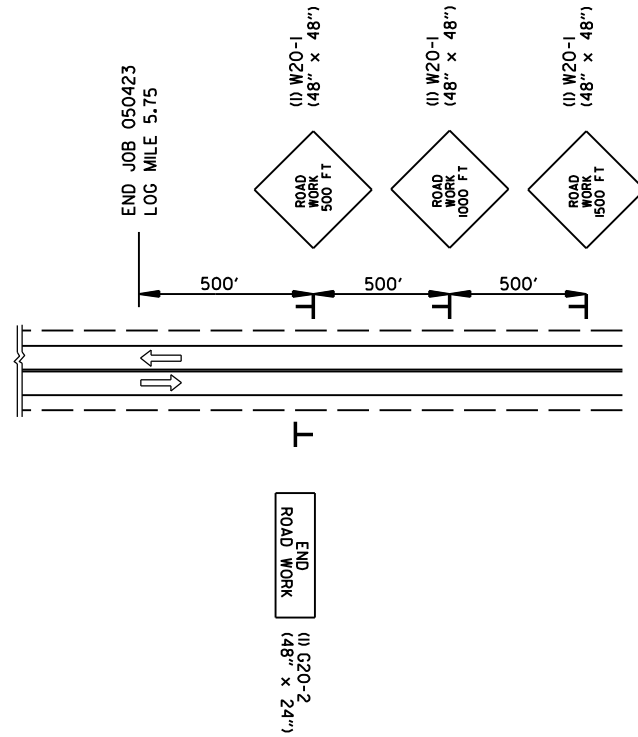 END JOB 050423
LOG MILE 5.75
(1) W20-1
(48" × 48")
(1) W20-1
(48" × 48")
(1) W20-1
(48" × 48")
ROAD
WORK
500 FT
ROAD
WORK
1000 FT
ROAD
WORK
1500 FT
500'
500'
500'
END
ROAD WORK
(1) G20-2
(48" × 24")